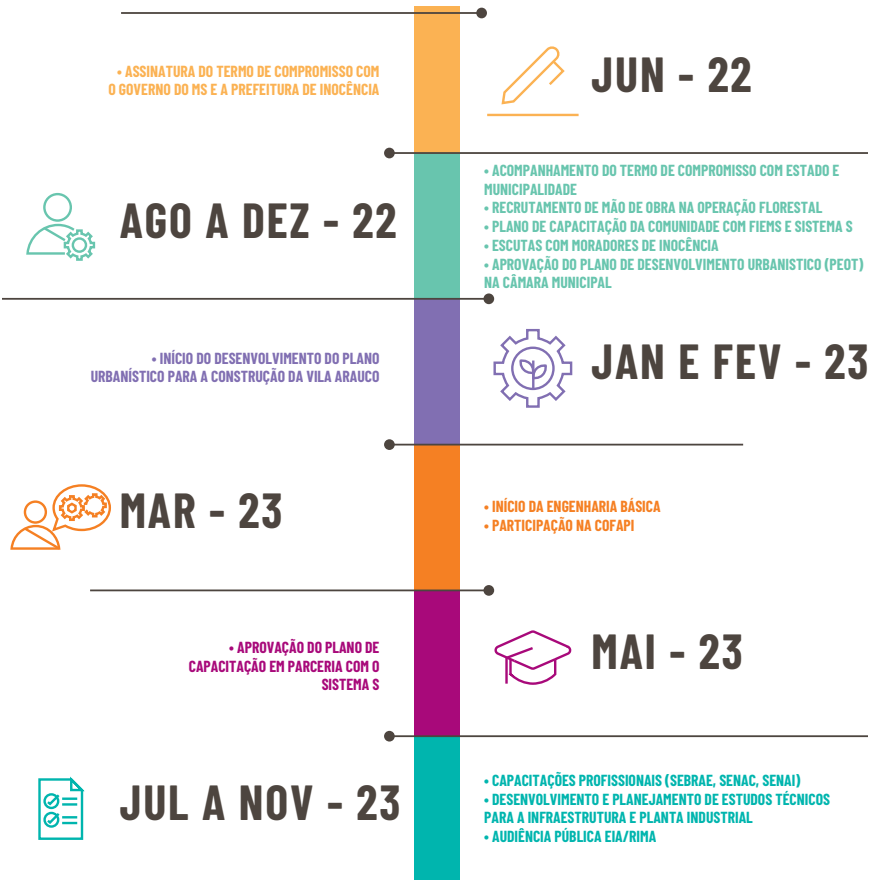 • ASSINATURA DO TERMO DE COMPROMISSO COM
O GOVERNO DO MS E A PREFEITURA DE INOCÊNCIA
JUN - 22
AGO A DEZ - 22
• ACOMPANHAMENTO DO TERMO DE COMPROMISSO COM ESTADO E
MUNICIPALIDADE
• RECRUTAMENTO DE MÃO DE OBRA NA OPERAÇÃO FLORESTAL
• PLANO DE CAPACITAÇÃO DA COMUNIDADE COM FIEMS E SISTEMA S
• ESCUTAS COM MORADORES DE INOCÊNCIA
• APROVAÇÃO DO PLANO DE DESENVOLVIMENTO URBANISTICO (PEOT)
NA CÂMARA MUNICIPAL
• INÍCIO DO DESENVOLVIMENTO DO PLANO
URBANÍSTICO PARA A CONSTRUÇÃO DA VILA ARAUCO
JAN E FEV - 23
MAR - 23
• INÍCIO DA ENGENHARIA BÁSICA
• PARTICIPAÇÃO NA COFAPI
• APROVAÇÃO DO PLANO DE
CAPACITAÇÃO EM PARCERIA COM O
SISTEMA S
MAI - 23
JUL A NOV - 23
• CAPACITAÇÕES PROFISSIONAIS (SEBRAE, SENAC, SENAI)
• DESENVOLVIMENTO E PLANEJAMENTO DE ESTUDOS TÉCNICOS
PARA A INFRAESTRUTURA E PLANTA INDUSTRIAL
• AUDIÊNCIA PÚBLICA EIA/RIMA